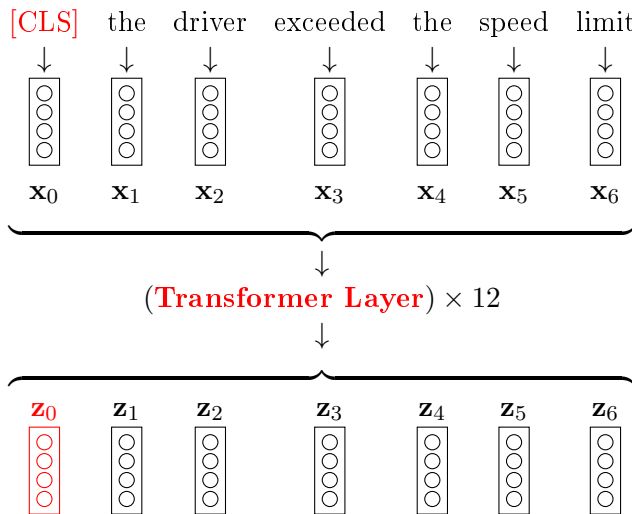 [CLS] the driver exceeded the speed limit
x₀ x₁ x₂ x₃ x₄ x₅ x₆
(Transformer Layer) × 12
z₀ z₁ z₂ z₃ z₄ z₅ z₆